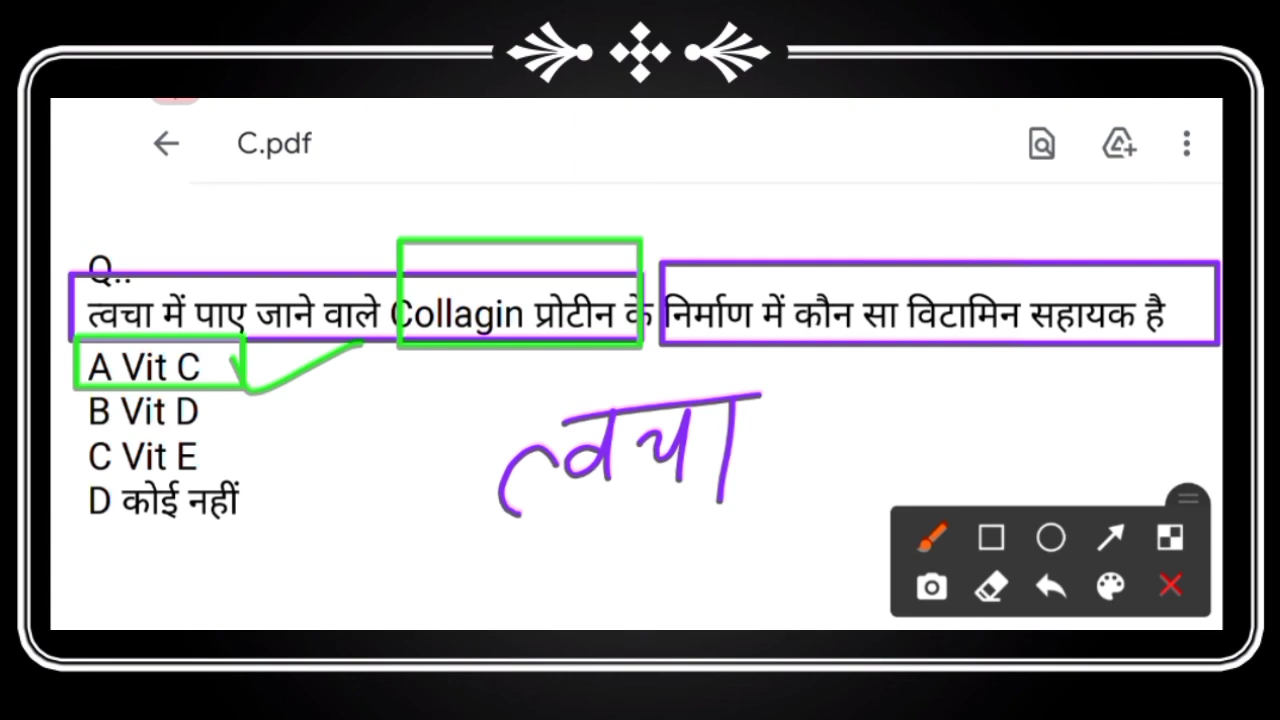 C.pdf
Q..
त्वचा में पाए जाने वाले Collagin प्रोटीन के निर्माण में कौन सा विटामिन सहायक है
A Vit C
B Vit D
C Vit E
D कोई नहीं
त्वचा